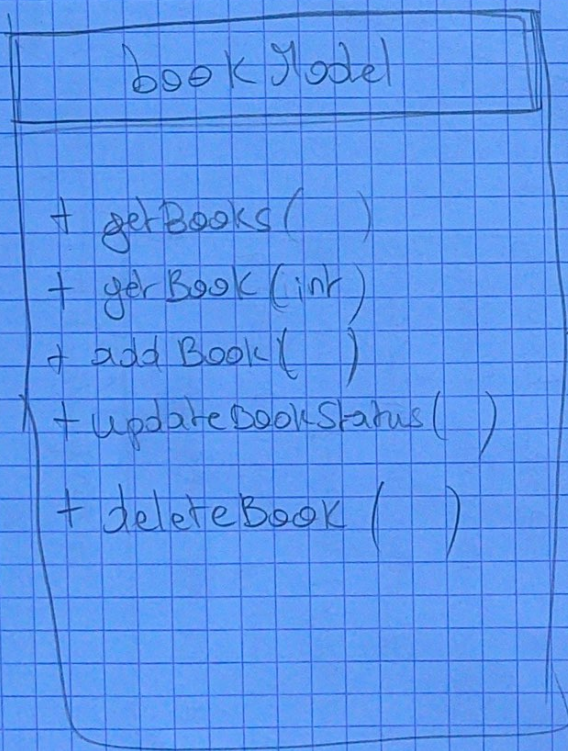 bookModel
+ getBooks( )
+ getBook(int)
+ addBook( )
+ updateBookStatus( )
+ deleteBook( )